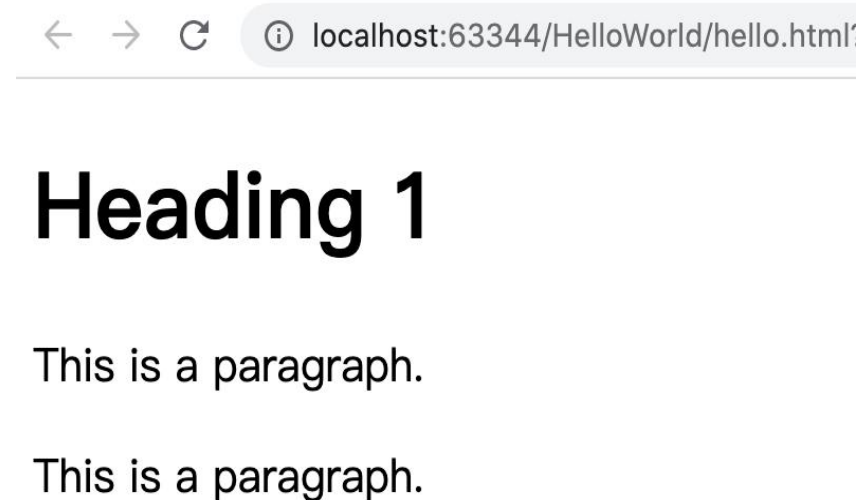 localhost:63344/HelloWorld/hello.html?
Heading 1
This is a paragraph.
This is a paragraph.